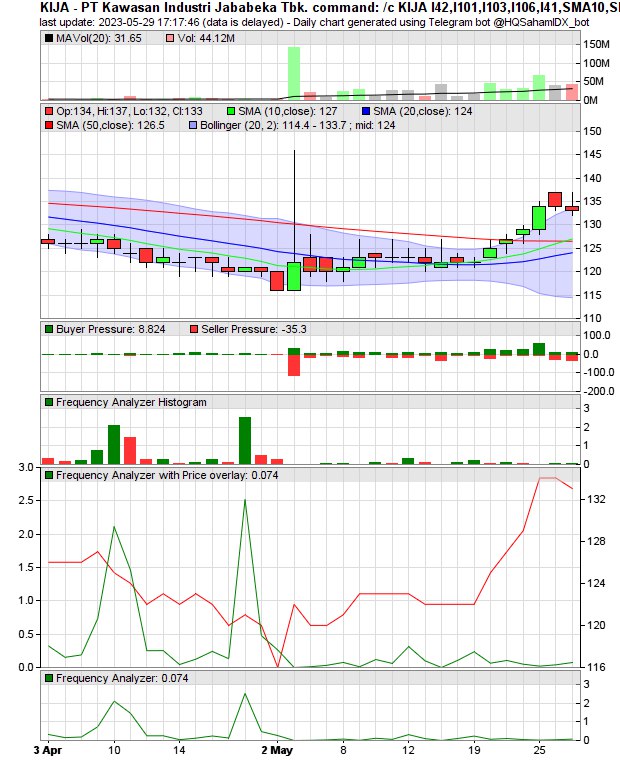 KIJA - PT Kawasan Industri Jababeka Tbk. command: /c KIJA I42,I101,I103,I106,I41,SMA10,S
last update: 2023-05-29 17:17:46 (data is delayed) - Daily chart generated using Telegram bot @HQSahamIDX_bot
MAVol(20): 31.65 Vol: 44.12M
150M
100M
50M
0M
Op:134, Hi:137, Lo:132, Cl:133 SMA (10,close): 127 SMA (20,close): 124
SMA (50,close): 126.5 Bollinger (20, 2): 114.4 - 133.7; mid: 124
150
145
140
135
130
125
120
115
110
Buyer Pressure: 8.824 Seller Pressure: -35.3
100.0
0.0
-100.0
-200.0
Frequency Analyzer Histogram
3
2
1
0
Frequency Analyzer with Price overlay: 0.074
3.0
2.5
2.0
1.5
1.0
0.5
0.0
132
128
124
120
116
Frequency Analyzer: 0.074
3
2
1
0
3 Apr 10 14 2 May 8 12 19 25